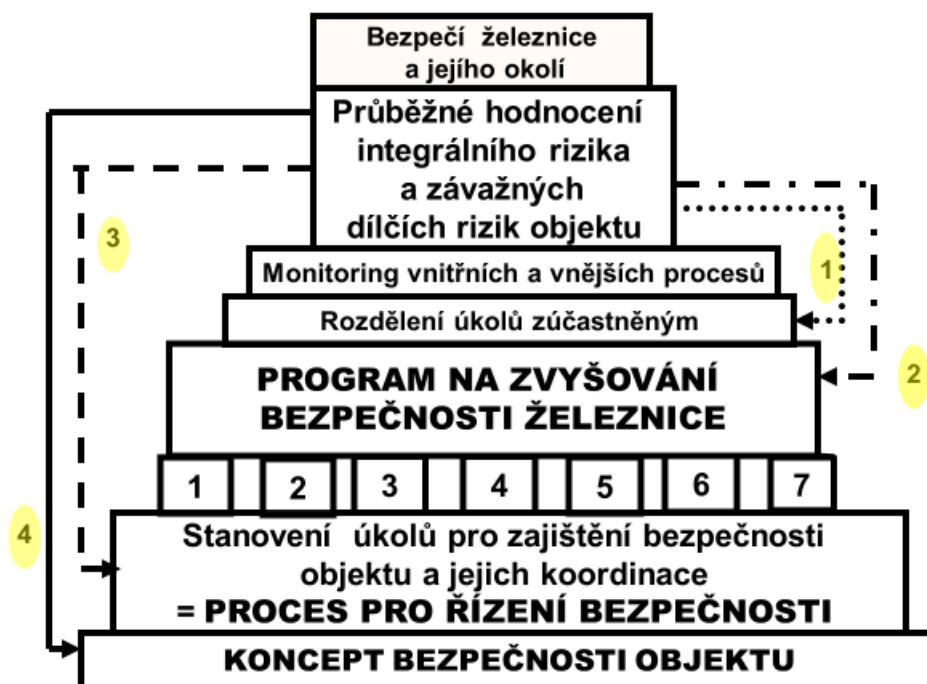 Bezpečí železnice
a jejího okolí
Průběžné hodnocení
integrálního rizika
a závažných
dílčích rizik objektu
3
1
Monitoring vnitřních a vnějších procesů
Rozdělení úkolů zúčastněným
2
PROGRAM NA ZVYŠOVÁNÍ
BEZPEČNOSTI ŽELEZNICE
1 2 3 4 5 6 7
4
Stanovení úkolů pro zajištění bezpečnosti
objektu a jejich koordinace
= PROCES PRO ŘÍZENÍ BEZPEČNOSTI
KONCEPT BEZPEČNOSTI OBJEKTU